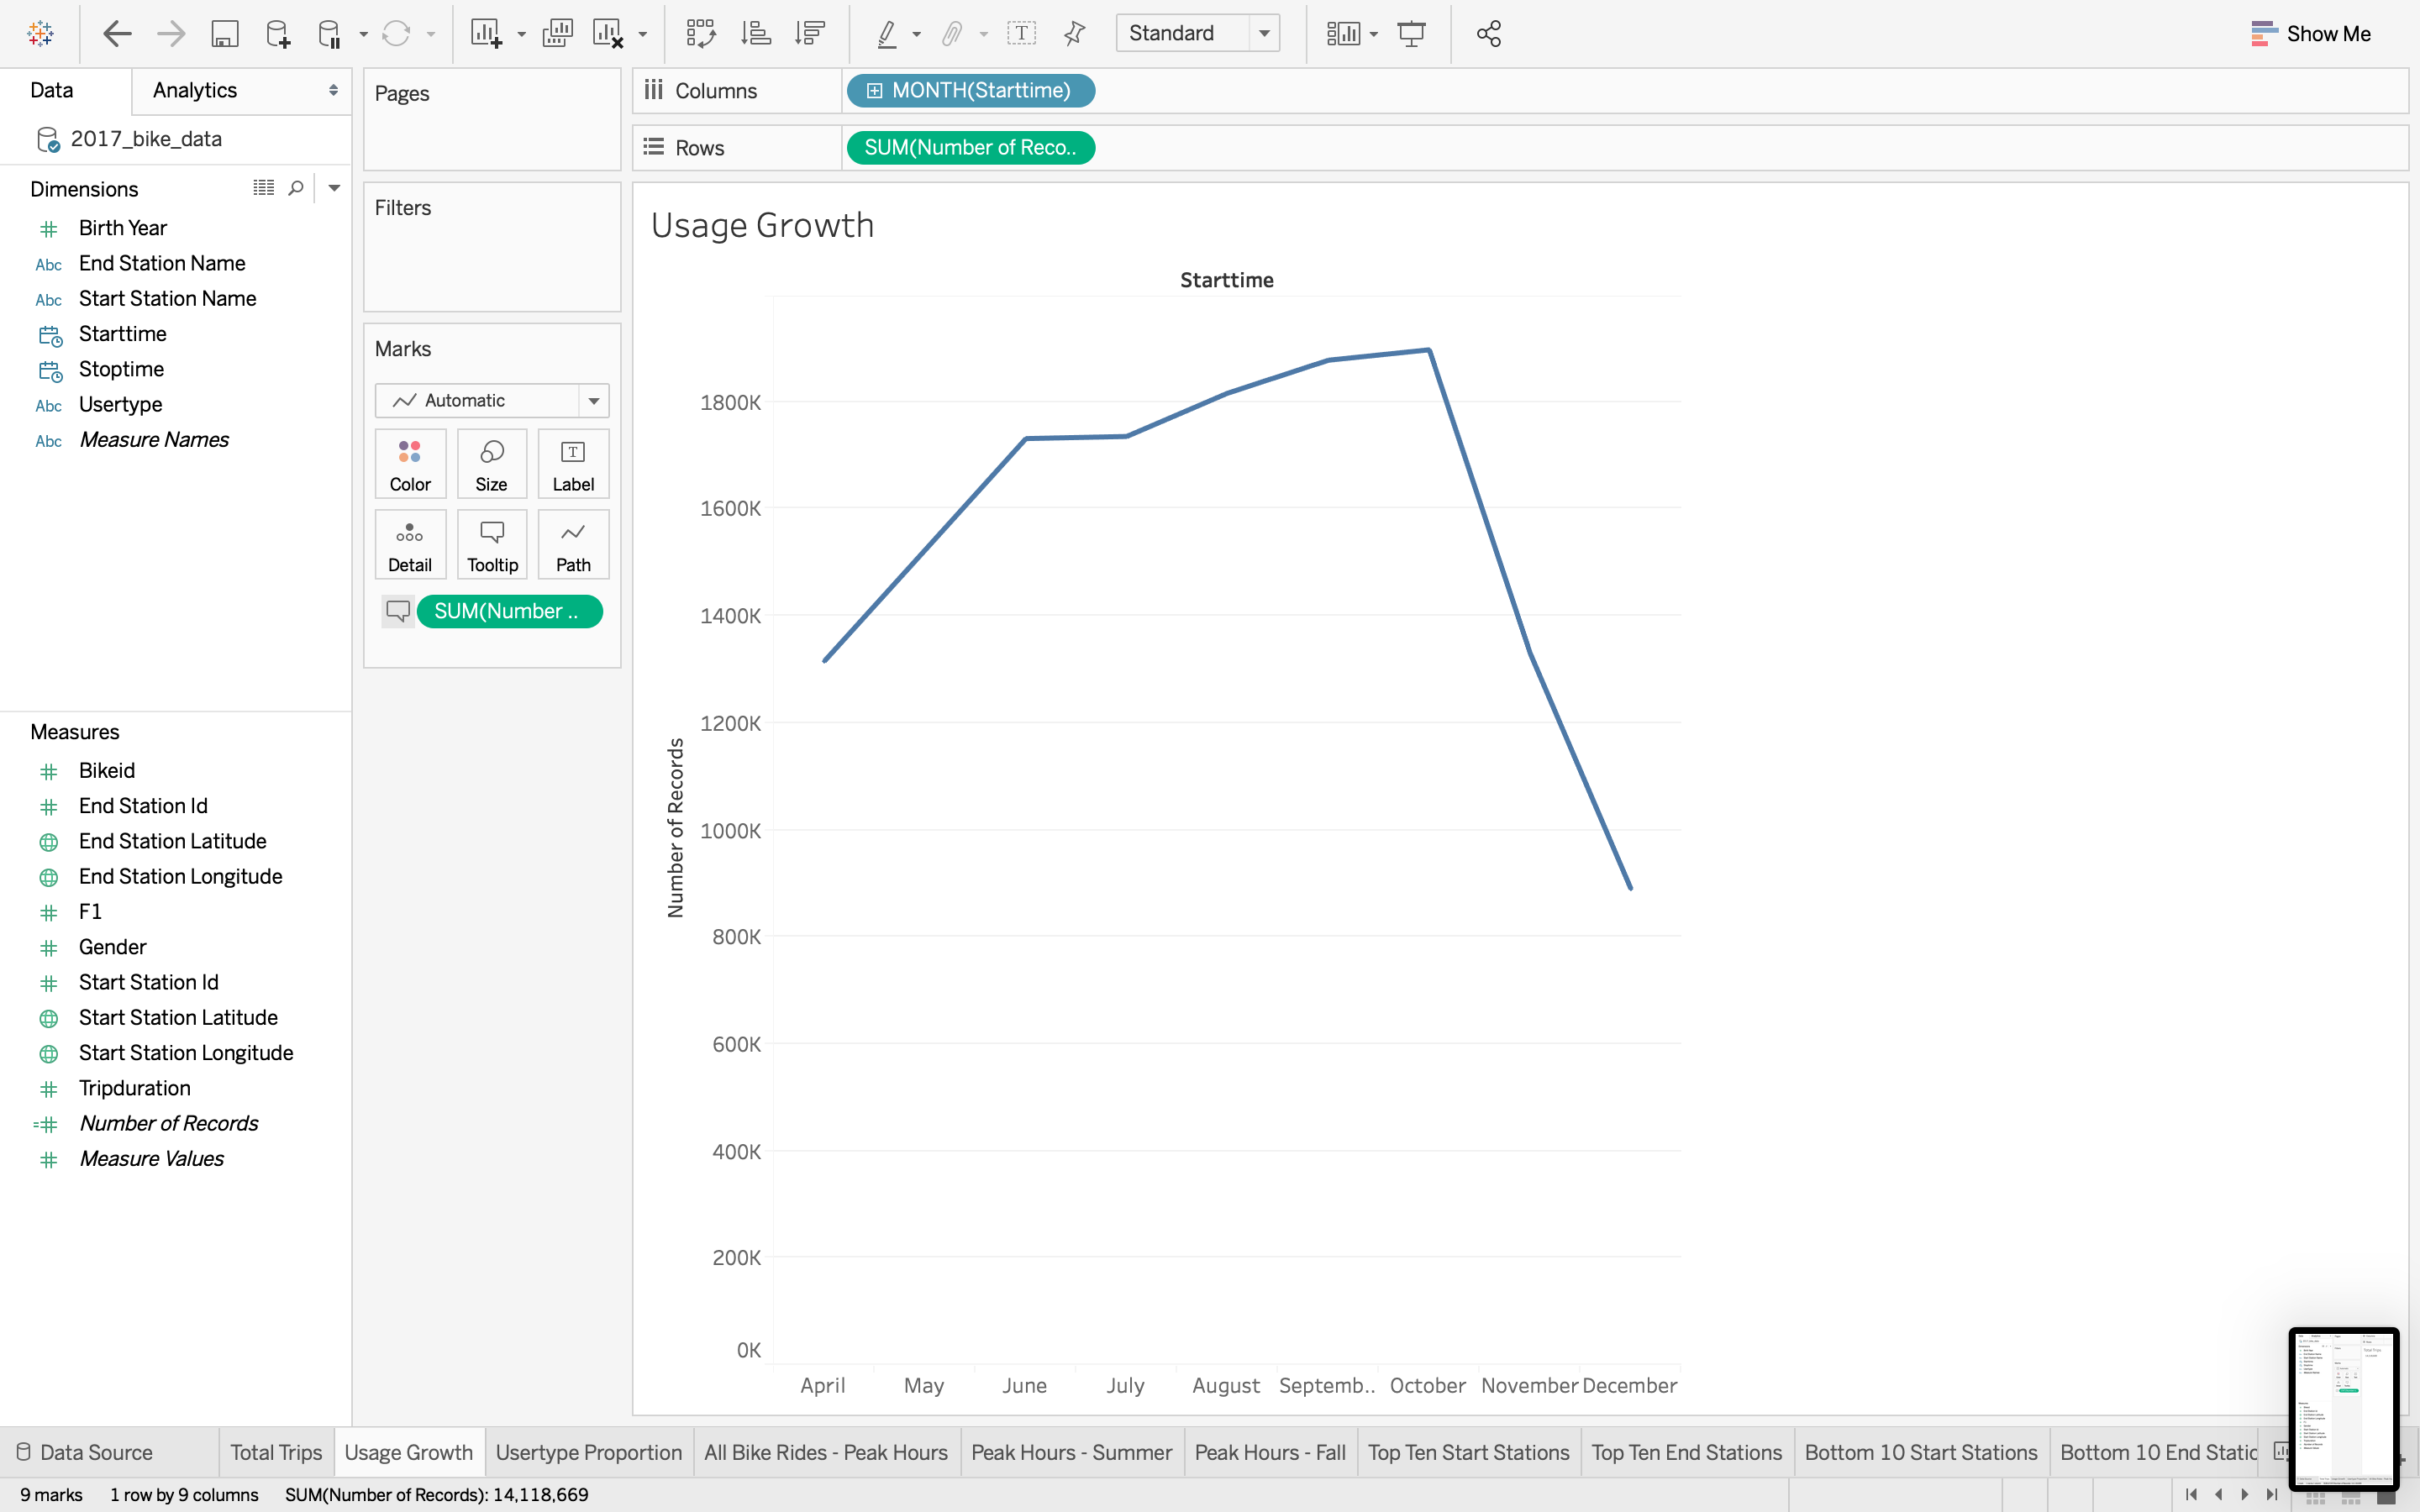 Standard
Show Me
Data
Analytics
2017_bike_data
Dimensions
Birth Year
Abc End Station Name
Abc Start Station Name
Starttime
Stoptime
Abc Usertype
Abc Measure Names
Measures
Bikeid
End Station Id
End Station Latitude
End Station Longitude
F1
Gender
Start Station Id
Start Station Latitude
Start Station Longitude
Tripduration
Number of Records
Measure Values
Pages
Filters
Marks
Automatic
Color Size Label
Detail Tooltip Path
SUM(Number ..
Columns MONTH(Starttime)
Rows SUM(Number of Reco..
Usage Growth
Starttime
Number of Records
1800K
1600K
1400K
1200K
1000K
800K
600K
400K
200K
0K
April May June July August Septemb.. October November December
Data Source Total Trips Usage Growth Usertype Proportion All Bike Rides - Peak Hours Peak Hours - Summer Peak Hours - Fall Top Ten Start Stations Top Ten End Stations Bottom 10 Start Stations Bottom 10 End Static
9 marks 1 row by 9 columns SUM(Number of Records): 14,118,669